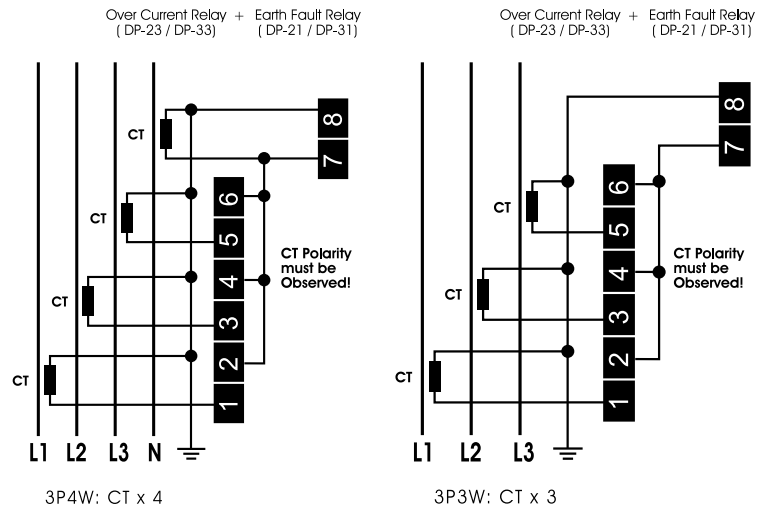 Over Current Relay + Earth Fault Relay
( DP-23 / DP-33) ( DP-21 / DP-31)
CT
8
7
CT
6
5
CT
4
3
CT
2
1
CT Polarity
must be
Observed!
L1 L2 L3 N
3P4W: CT x 4
Over Current Relay + Earth Fault Relay
( DP-23 / DP-33) ( DP-21 / DP-31)
8
7
CT
6
5
CT
4
3
CT
2
1
CT Polarity
must be
Observed!
L1 L2 L3
3P3W: CT x 3